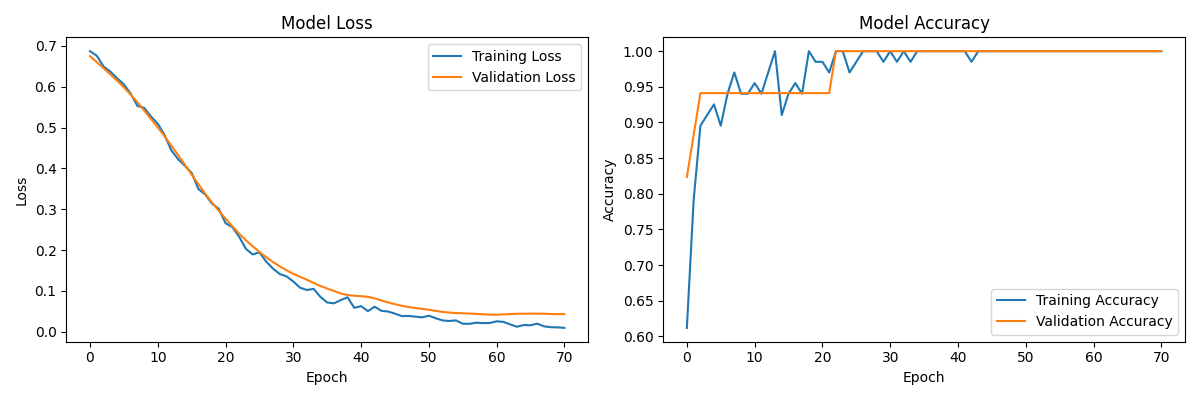 Model Loss
0.7
0.6
0.5
0.4
0.3
0.2
0.1
0.0
Loss
0 10 20 30 40 50 60 70
Epoch
Training Loss
Validation Loss
Model Accuracy
1.00
0.95
0.90
0.85
0.80
0.75
0.70
0.65
0.60
Accuracy
0 10 20 30 40 50 60 70
Epoch
Training Accuracy
Validation Accuracy